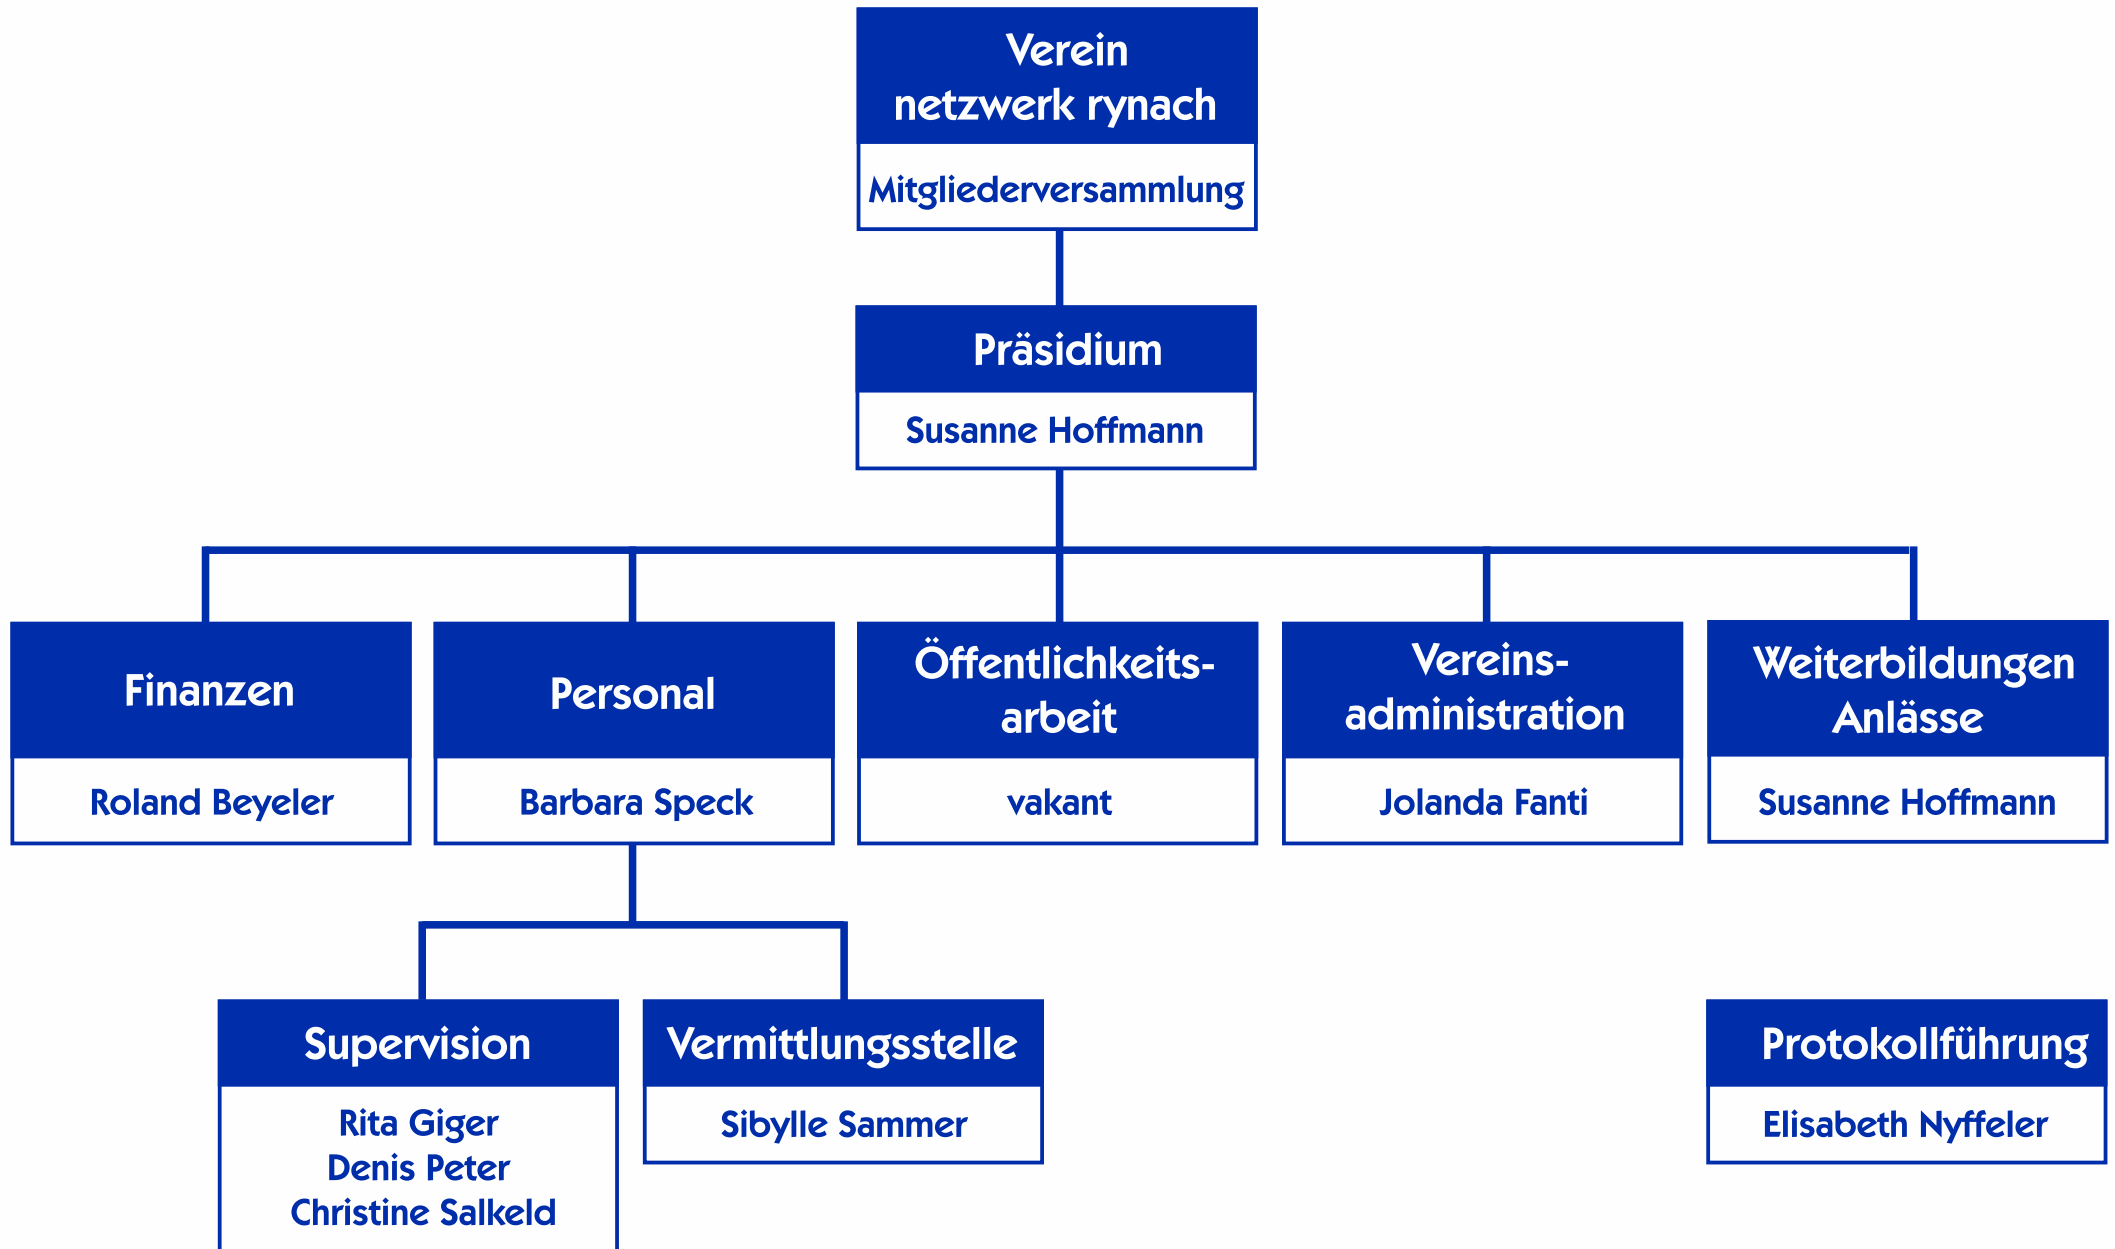 Verein
netzwerk rynach
Mitgliederversammlung
Präsidium
Susanne Hoffmann
Finanzen
Roland Beyeler
Personal
Barbara Speck
Öffentlichkeits-
arbeit
vakant
Vereins-
administration
Jolanda Fanti
Weiterbildungen
Anlässe
Susanne Hoffmann
Supervision
Rita Giger
Denis Peter
Christine Salkeld
Vermittlungsstelle
Sibylle Sammer
Protokollführung
Elisabeth Nyffeler